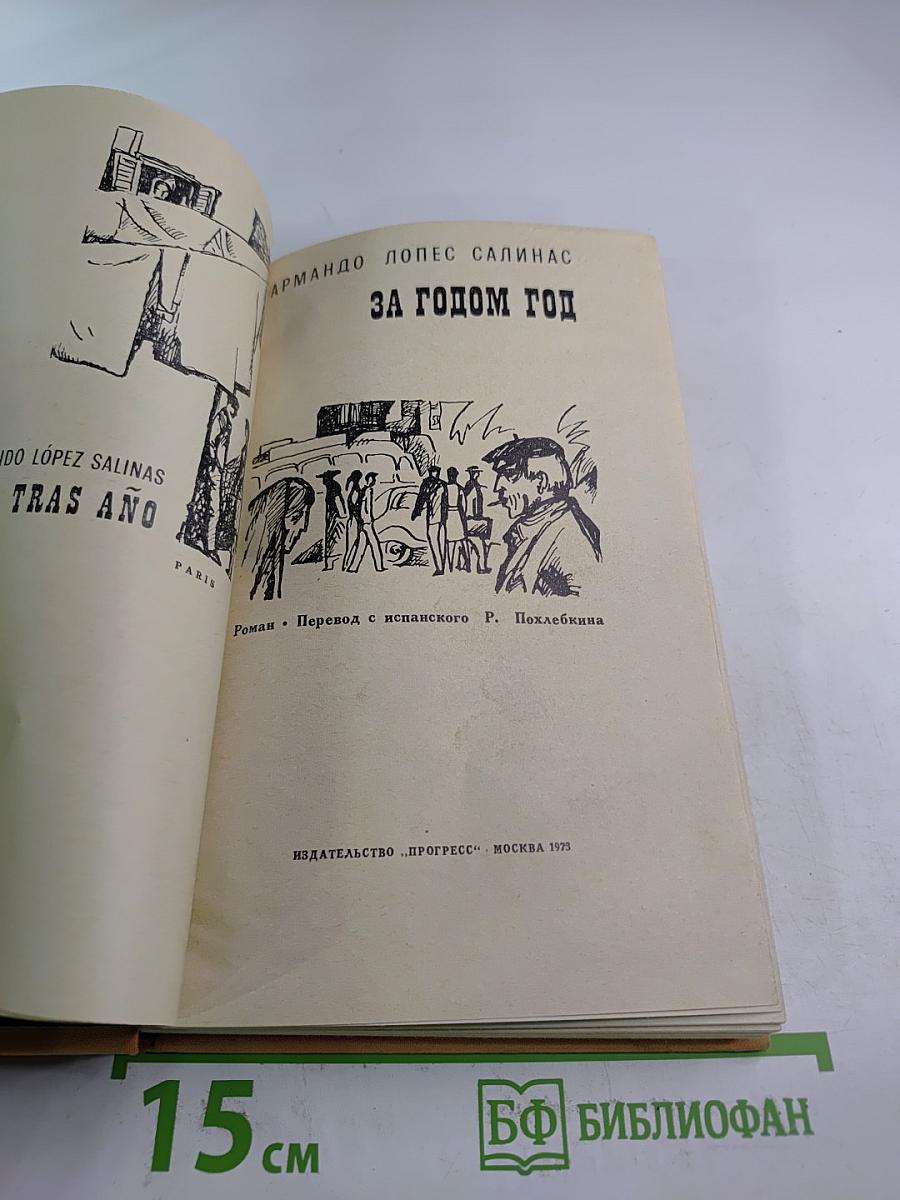 LÓPEZ SALINAS
TRAS AÑO
PARIS
АРМАНДО ЛОПЕС САЛИНАС
ЗА ГОДОМ ГОД
Роман • Перевод с испанского Р. Похлебкина
ИЗДАТЕЛЬСТВО „ПРОГРЕСС“ · МОСКВА 1973
15 см
БФ БИБЛИОФАН